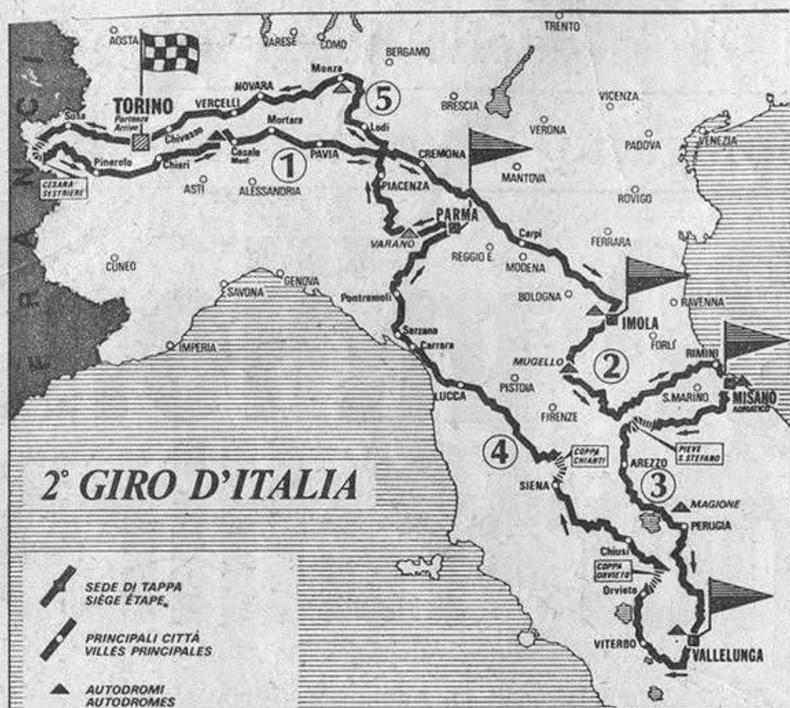 TRENTO
AOSTA
VARESE
COMO
BERGAMO
Monza
BRESCIA
VICENZA
NOVARA
VERCELLI
TORINO
Partenza
Arrivo
Susa
Chivasso
Mortara
5
Lodi
VERONA
PADOVA
VENEZIA
Pinerolo
Chieri
Casale
Monf.
1
PAVIA
CREMONA
MANTOVA
CESANA
SESTRIERE
ASTI
ALESSANDRIA
PIACENZA
ROVIGO
PARMA
VARANO
Carpi
FERRARA
REGGIO E.
MODENA
CUNEO
GENOVA
SAVONA
Pontremoli
BOLOGNA
RAVENNA
IMOLA
FRANCI
IMPERIA
Sarzana
Carrara
FORLÍ
MUGELLO
2
RIMINI
LUCCA
PISTOIA
S.MARINO
MISANO
ADRIATICO
FIRENZE
4
COPPA
CHIANTI
PIEVE
S.STEFANO
AREZZO
2° GIRO D'ITALIA
SIENA
3
MAGIONE
PERUGIA
Chiusi
COPPA
ORVIETO
Orvieto
VITERBO
VALLELUNGA
SEDE DI TAPPA
SIÈGE ÉTAPE
PRINCIPALI CITTÀ
VILLES PRINCIPALES
AUTODROMI
AUTODROMES